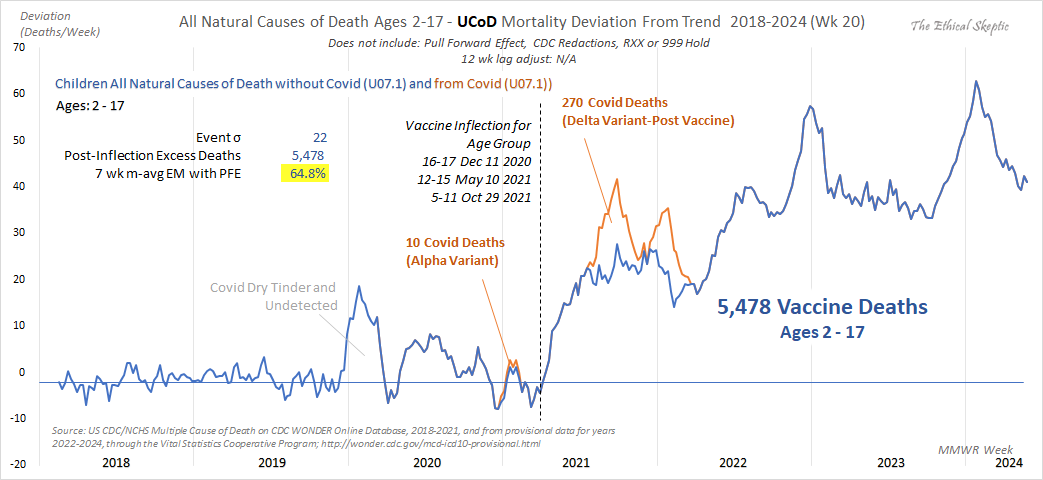 Deviation
(Deaths/Week)
All Natural Causes of Death Ages 2-17 - UCoD Mortality Deviation From Trend 2018-2024 (Wk 20)
The Ethical Skeptic
Does not include: Pull Forward Effect, CDC Redactions, RXX or 999 Hold
12 wk lag adjust: N/A
Children All Natural Causes of Death without Covid (U07.1) and from Covid (U07.1))
Ages: 2 - 17
Event σ 22
Post-Inflection Excess Deaths 5,478
7 wk m-avg EM with PFE 64.8%
Vaccine Inflection for
Age Group
16-17 Dec 11 2020
12-15 May 10 2021
5-11 Oct 29 2021
270 Covid Deaths
(Delta Variant-Post Vaccine)
10 Covid Deaths
(Alpha Variant)
Covid Dry Tinder and
Undetected
5,478 Vaccine Deaths
Ages 2 - 17
70
60
50
40
30
20
10
0
-10
-20
Source: US CDC/NCHS Multiple Cause of Death on CDC WONDER Online Database, 2018-2021, and from provisional data for years
2022-2024, through the Vital Statistics Cooperative Program; http://wonder.cdc.gov/mcd-icd10-provisional.html
MMWR Week
2018 2019 2020 2021 2022 2023 2024